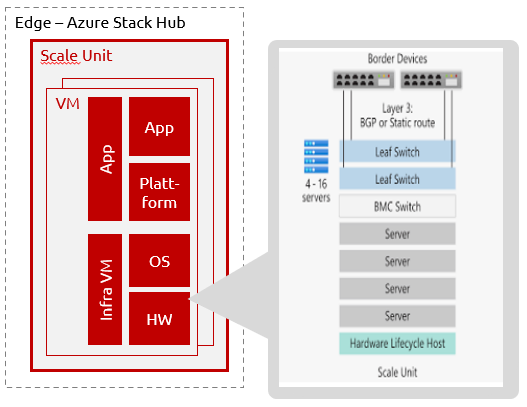 Edge – Azure Stack Hub
Scale Unit
VM
App
App
Platt-
form
Infra VM
OS
HW
Border Devices
Layer 3:
BGP or Static route
4 - 16
servers
Leaf Switch
Leaf Switch
BMC Switch
Server
Server
Server
Server
Hardware Lifecycle Host
Scale Unit